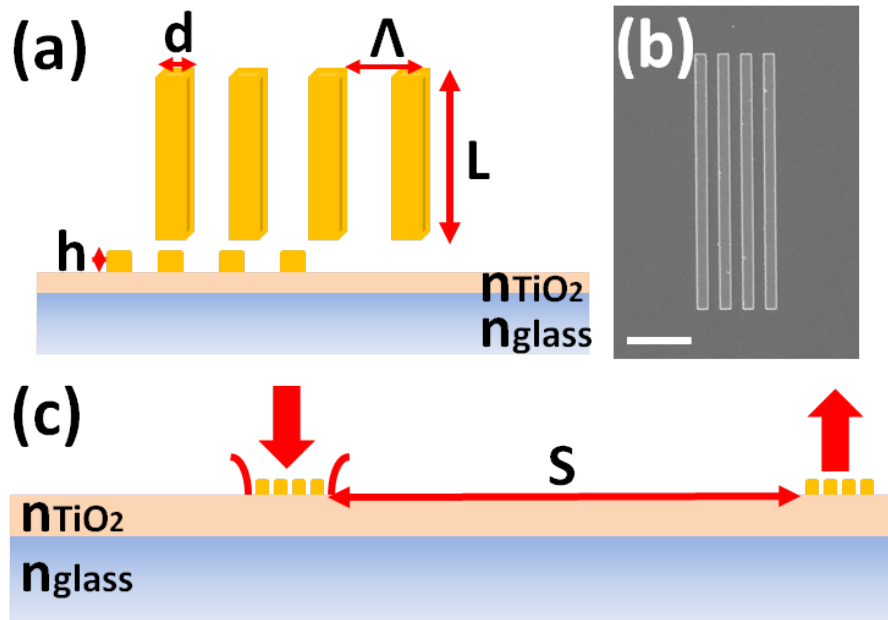 (a)
d
Λ
L
h
nTiO2
nglass
(b)
(c)
S
nTiO2
nglass